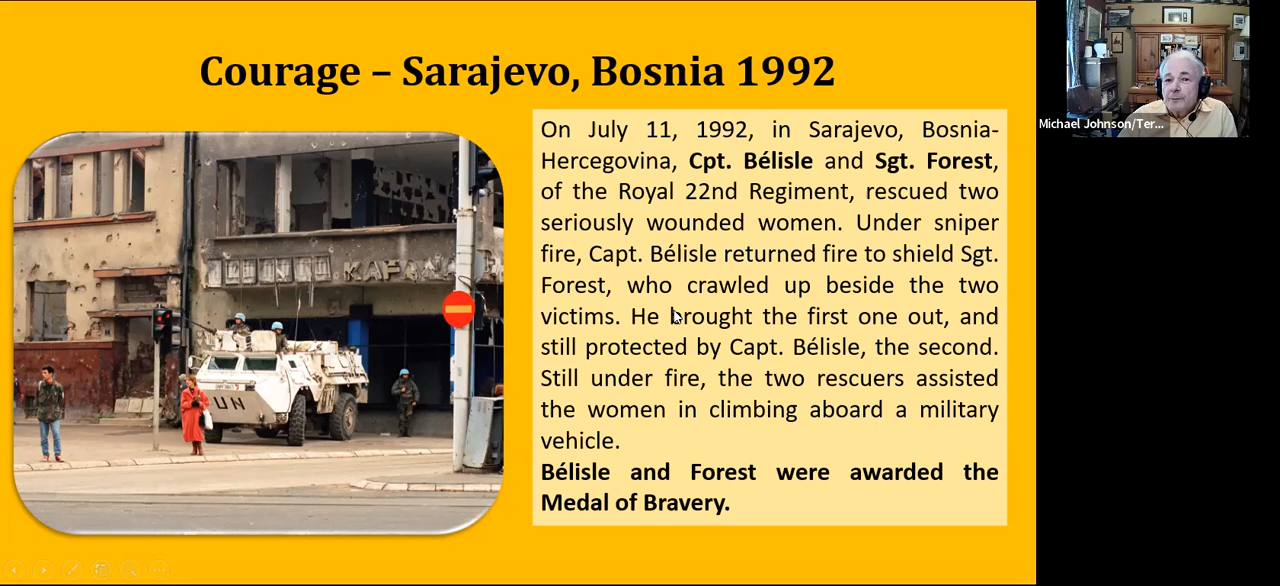 Courage – Sarajevo, Bosnia 1992
On July 11, 1992, in Sarajevo, Bosnia-
Hercegovina, Cpt. Bélisle and Sgt. Forest,
of the Royal 22nd Regiment, rescued two
seriously wounded women. Under sniper
fire, Capt. Bélisle returned fire to shield Sgt.
Forest, who crawled up beside the two
victims. He brought the first one out, and
still protected by Capt. Bélisle, the second.
Still under fire, the two rescuers assisted
the women in climbing aboard a military
vehicle.
Bélisle and Forest were awarded the
Medal of Bravery.
KAFANA
UN
Michael Johnson/Ter...